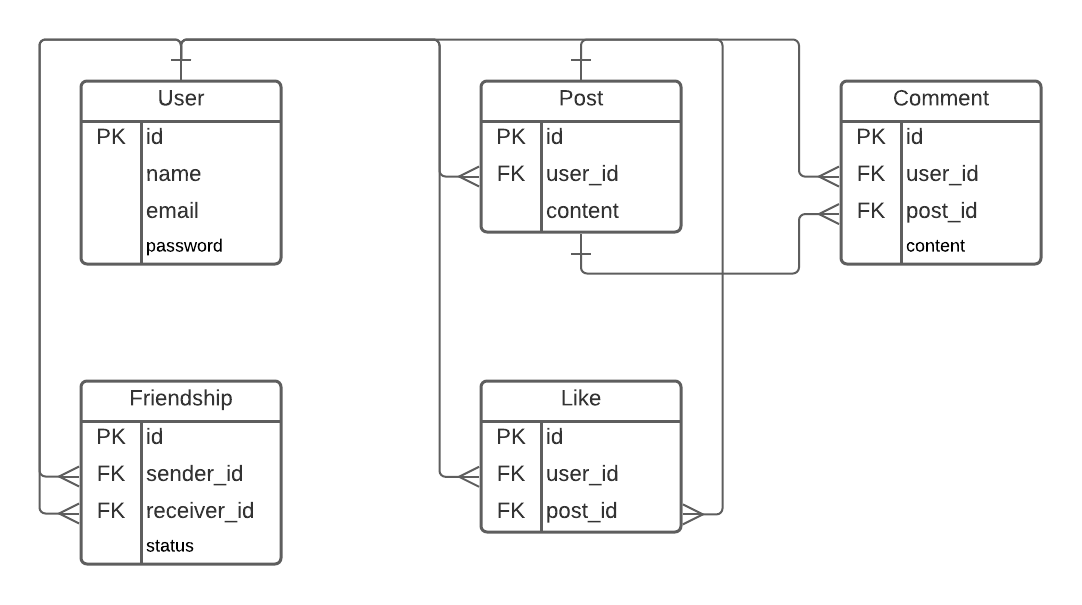 User
PK id
name
email
password
Post
PK id
FK user_id
content
Comment
PK id
FK user_id
FK post_id
content
Friendship
PK id
FK sender_id
FK receiver_id
status
Like
PK id
FK user_id
FK post_id